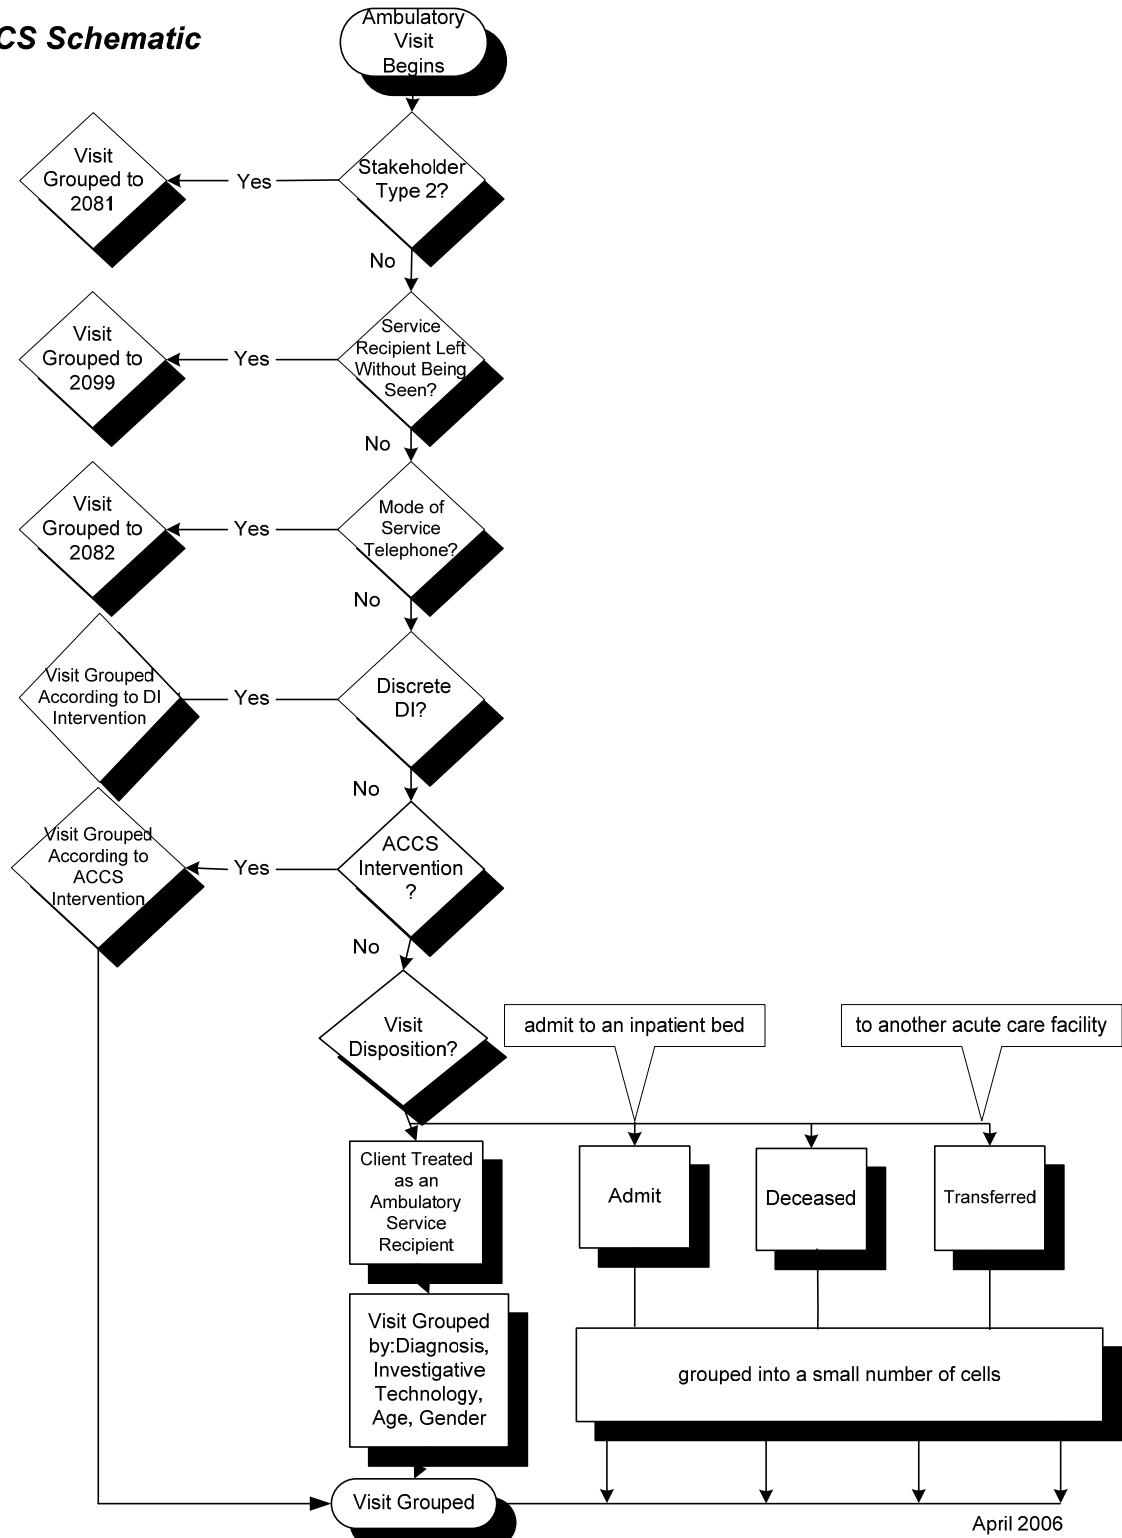 CS Schematic
Ambulatory
Visit
Begins
Visit
Grouped to
2081
Yes
Stakeholder
Type 2?
No
Visit
Grouped to
2099
Yes
Service
Recipient Left
Without Being
Seen?
No
Visit
Grouped to
2082
Yes
Mode of
Service
Telephone?
No
Visit Grouped
According to DI
Intervention
Yes
Discrete
DI?
No
Visit Grouped
According to
ACCS
Intervention
Yes
ACCS
Intervention
?
No
Visit
Disposition?
admit to an inpatient bed
to another acute care facility
Client Treated
as an
Ambulatory
Service
Recipient
Admit
Deceased
Transferred
Visit Grouped
by:Diagnosis,
Investigative
Technology,
Age, Gender
grouped into a small number of cells
Visit Grouped
April 2006